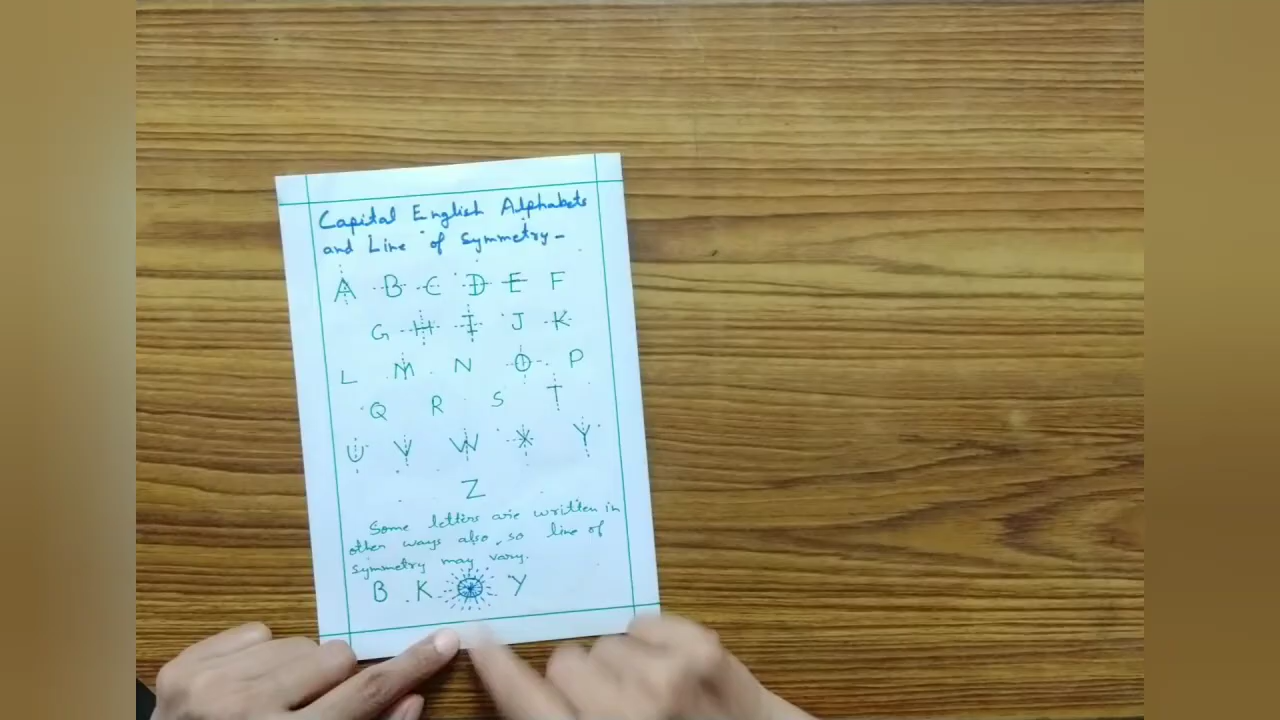 Capital English Alphabets
and Line of Symmetry-
A B C D E F
G H I J K
L M N O P
Q R S T
U V W X Y
Z
Some letters are written in
other ways also, so line of
symmetry may vary.
B K O Y